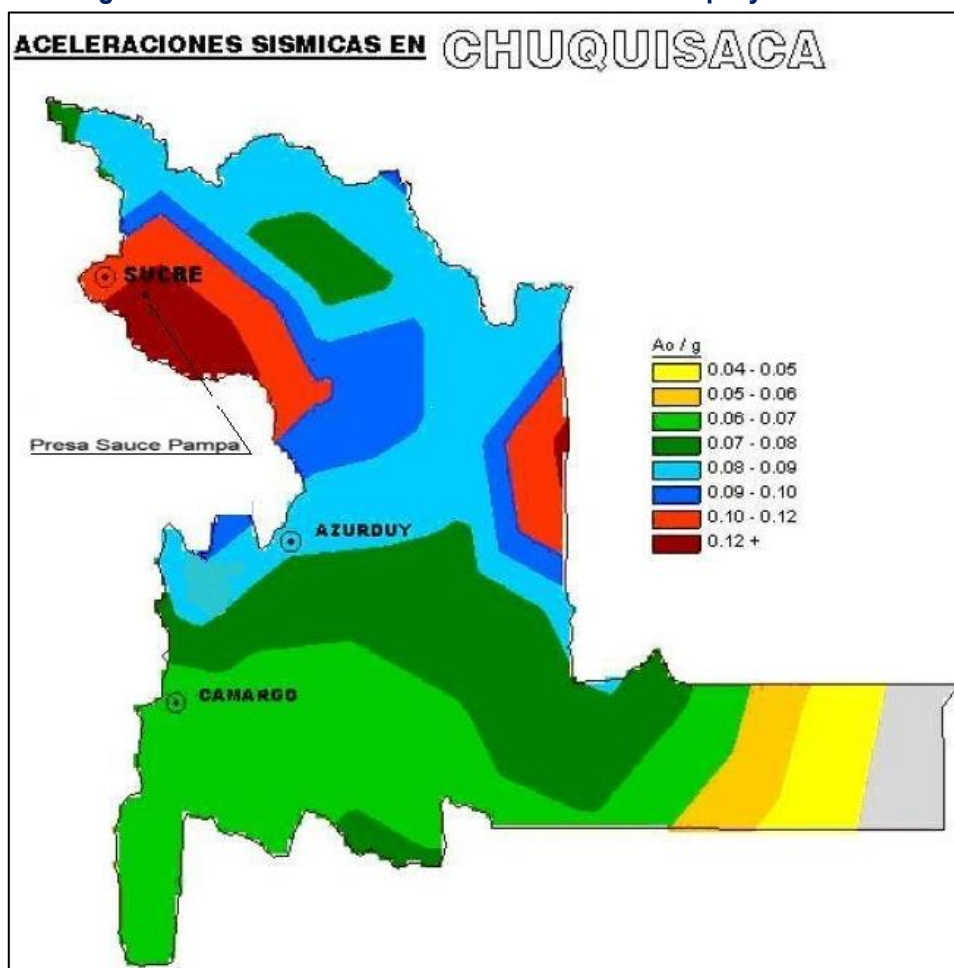 ACELERACIONES SISMICAS EN CHUQUISACA
SUCRE
Presa Sauce Pampa
AZURDUY
CAMARGO
Ao / g
0.04 - 0.05
0.05 - 0.06
0.06 - 0.07
0.07 - 0.08
0.08 - 0.09
0.09 - 0.10
0.10 - 0.12
0.12 +